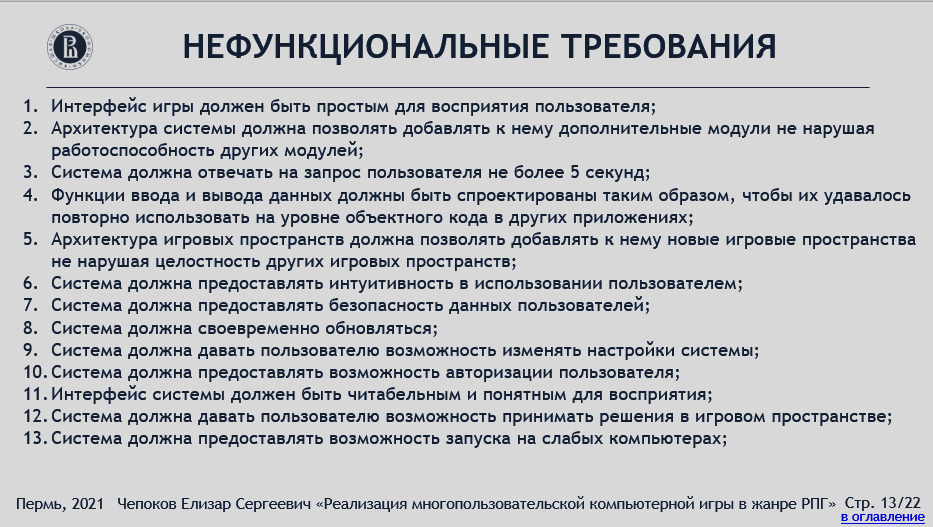 НЕФУНКЦИОНАЛЬНЫЕ ТРЕБОВАНИЯ
1. Интерфейс игры должен быть простым для восприятия пользователя;
2. Архитектура системы должна позволять добавлять к нему дополнительные модули не нарушая
работоспособность других модулей;
3. Система должна отвечать на запрос пользователя не более 5 секунд;
4. Функции ввода и вывода данных должны быть спроектированы таким образом, чтобы их удавалось
повторно использовать на уровне объектного кода в других приложениях;
5. Архитектура игровых пространств должна позволять добавлять к нему новые игровые пространства
не нарушая целостность других игровых пространств;
6. Система должна предоставлять интуитивность в использовании пользователем;
7. Система должна предоставлять безопасность данных пользователей;
8. Система должна своевременно обновляться;
9. Система должна давать пользователю возможность изменять настройки системы;
10. Система должна предоставлять возможность авторизации пользователя;
11. Интерфейс системы должен быть читабельным и понятным для восприятия;
12. Система должна давать пользователю возможность принимать решения в игровом пространстве;
13. Система должна предоставлять возможность запуска на слабых компьютерах;
Пермь, 2021 Чепоков Елизар Сергеевич «Реализация многопользовательской компьютерной игры в жанре РПГ» Стр. 13/22
в оглавление